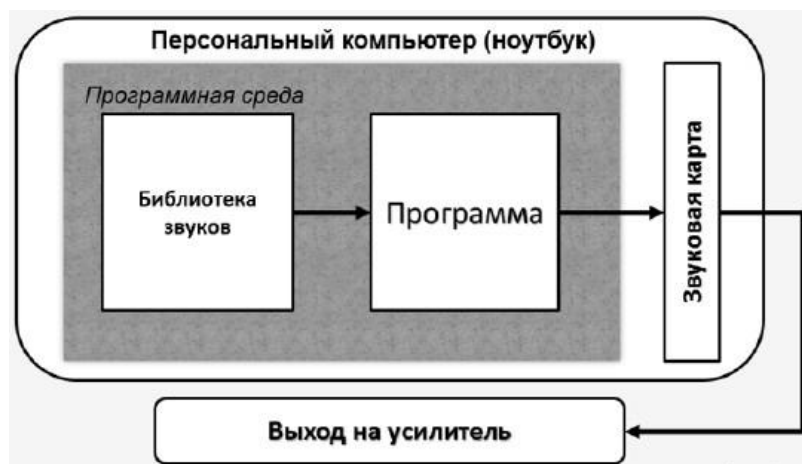 Персональный компьютер (ноутбук)
Программная среда
Библиотека
звуков
Программа
Звуковая карта
Выход на усилитель